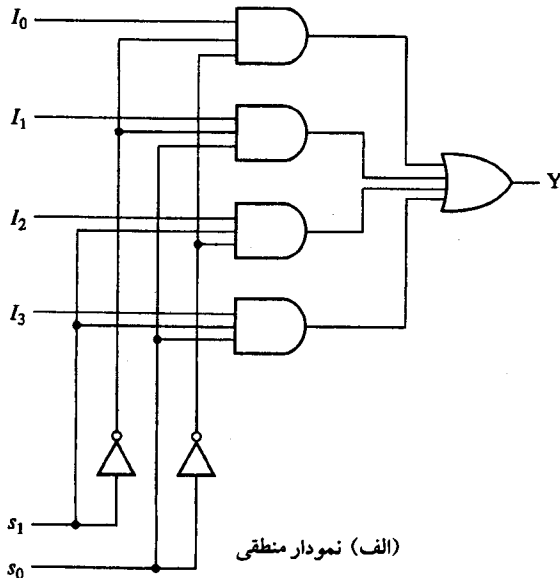 I₀
I₁
I₂
I₃
Y
s₁
s₀
(الف) نمودار منطقی